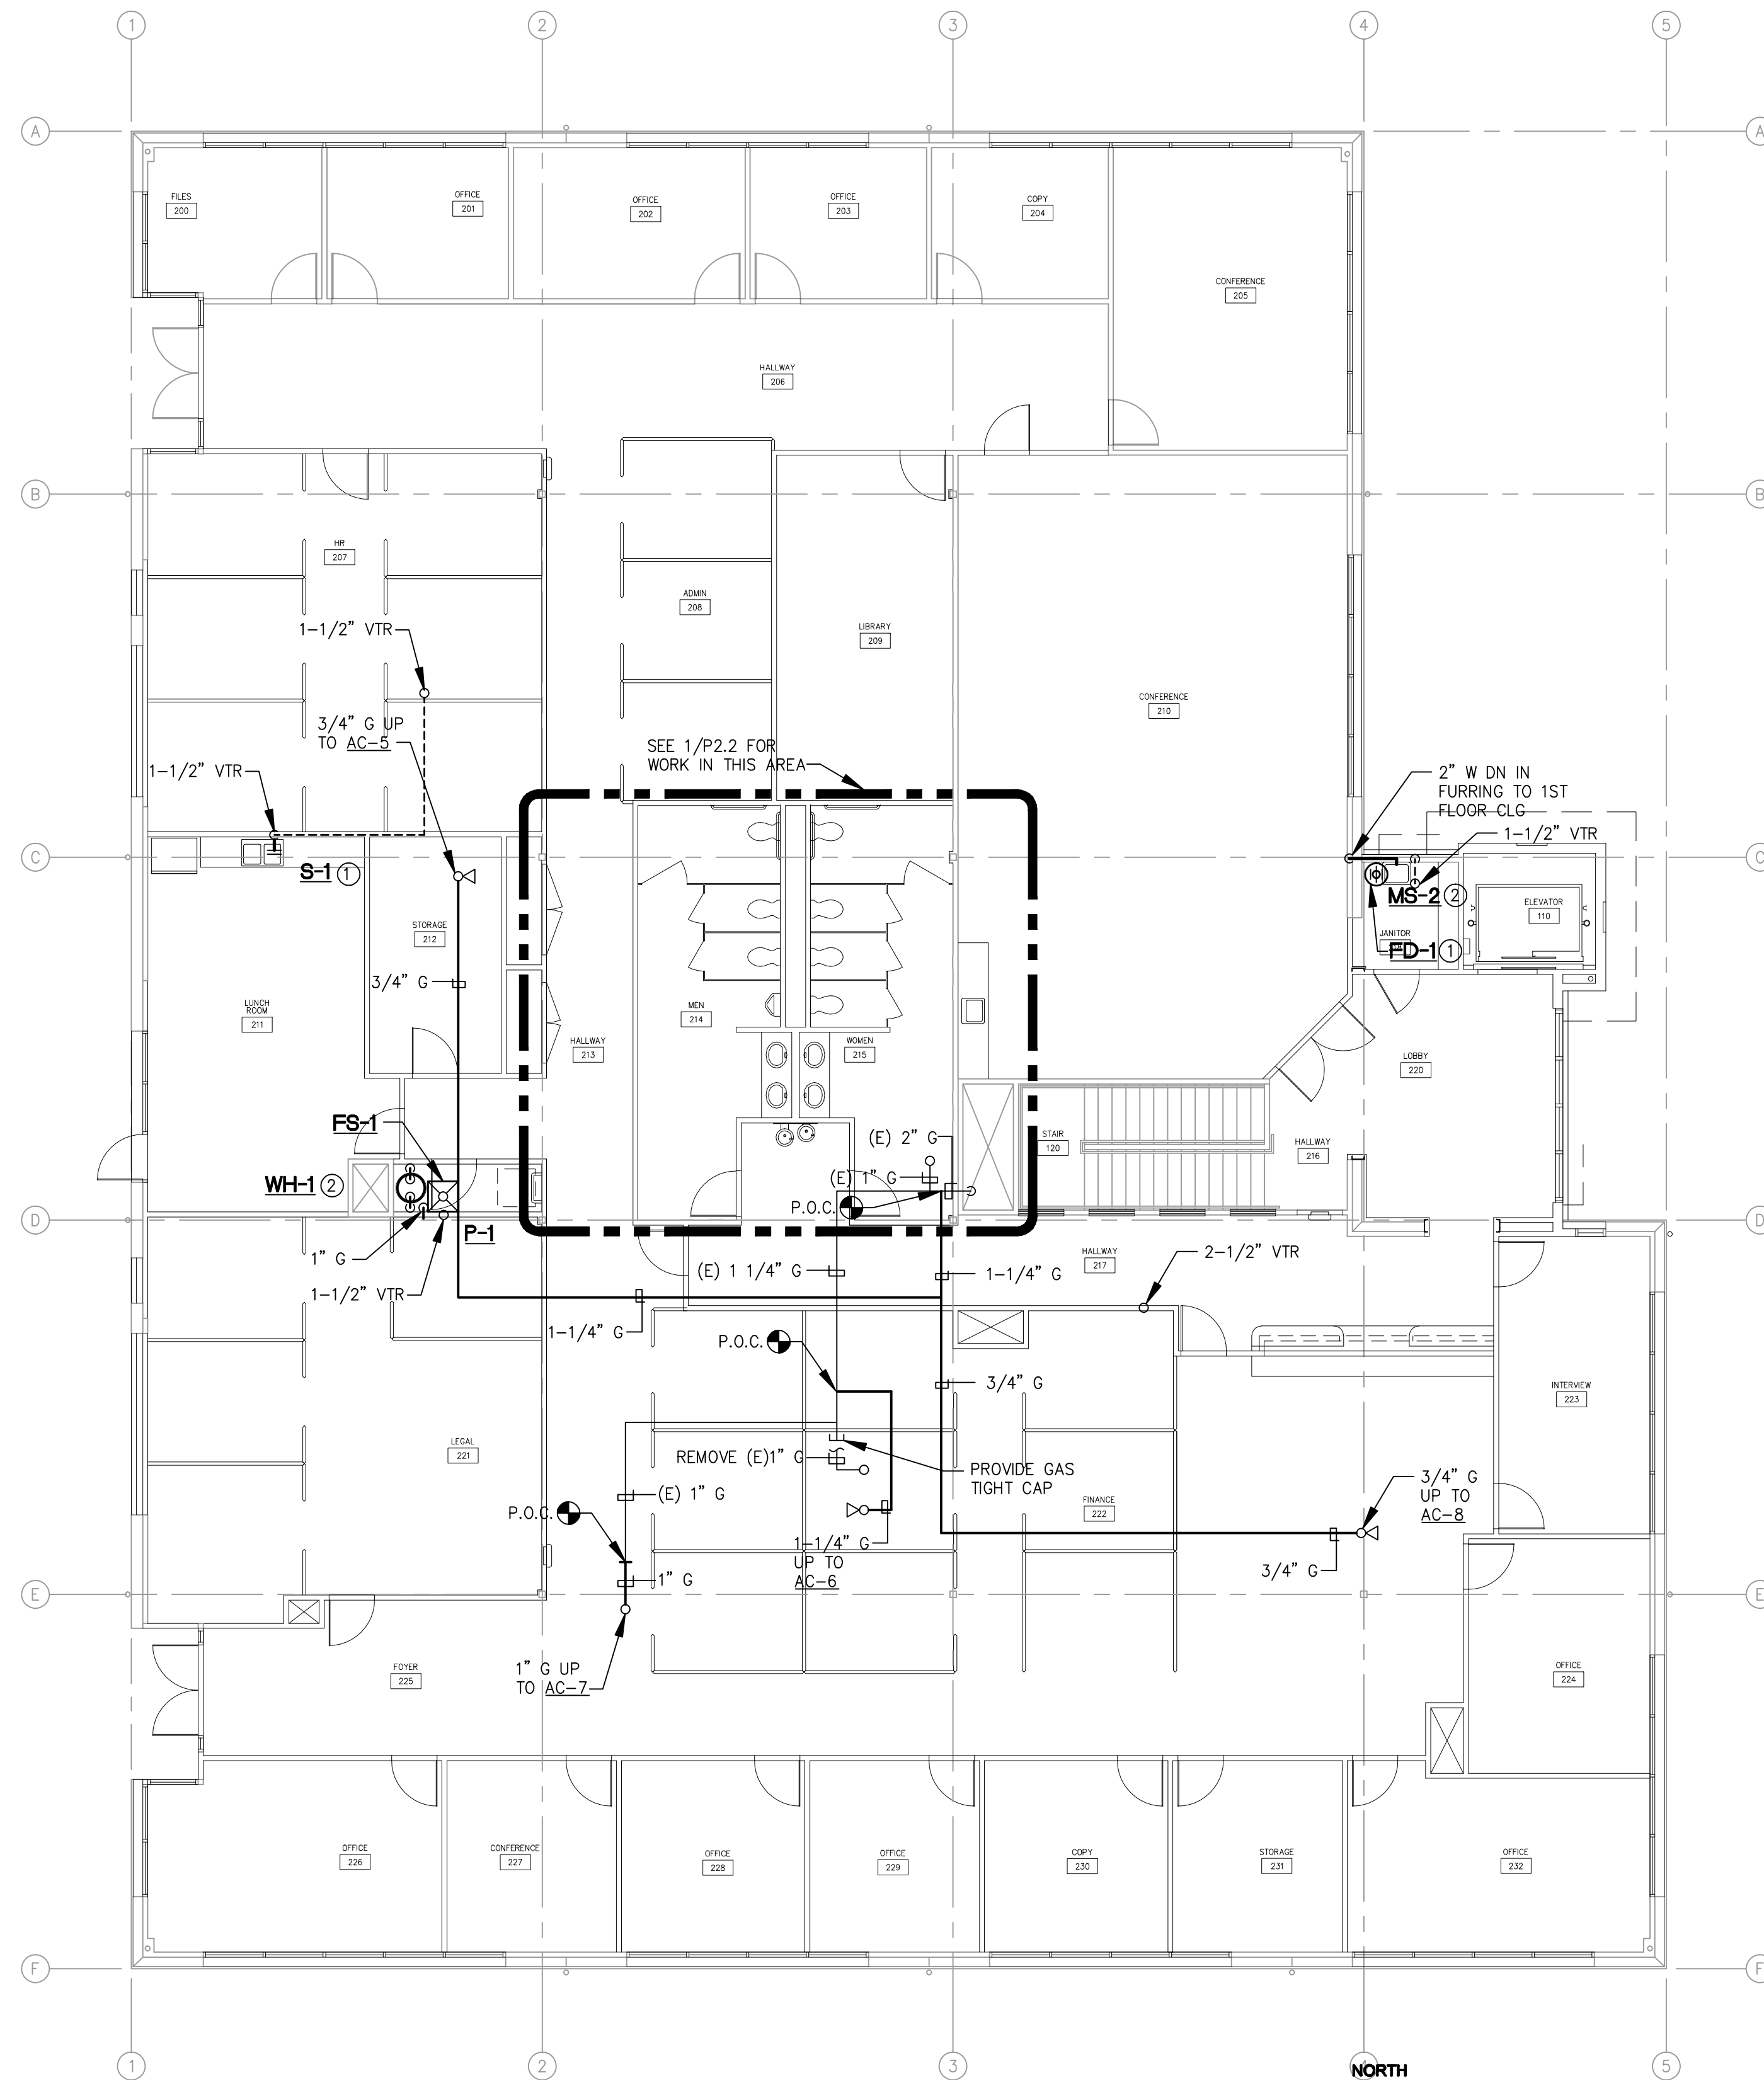 1
2
3
4
5
A
A
FILES
200
OFFICE
201
OFFICE
202
OFFICE
203
COPY
204
CONFERENCE
205
HALLWAY
206
B
B
HR
207
ADMIN
208
LIBRARY
209
1-1/2" VTR
CONFERENCE
210
3/4" G UP
TO AC-5
SEE 1/P2.2 FOR
WORK IN THIS AREA
1-1/2" VTR
2" W DN IN
FURRING TO 1ST
FLOOR CLG
1-1/2" VTR
C
C
S-1 1
MS-2 2
ELEVATOR
110
JANITOR
FD-1 1
STORAGE
212
3/4" G
LUNCH
ROOM
211
MEN
214
HALLWAY
213
WOMEN
215
LOBBY
220
FS-1
(E) 2" G
STAIR
120
HALLWAY
216
WH-1 2
(E) 1" G
P.O.C.
D
D
P-1
1" G
HALLWAY
217
2-1/2" VTR
(E) 1 1/4" G
1-1/4" G
1-1/2" VTR
1-1/4" G
P.O.C.
3/4" G
INTERVIEW
223
LEGAL
221
REMOVE (E)1" G
PROVIDE GAS
TIGHT CAP
3/4" G
UP TO
AC-8
(E) 1" G
FINANCE
222
P.O.C.
1-1/4" G
UP TO
AC-6
3/4" G
1" G
E
E
FOYER
225
1" G UP
TO AC-7
OFFICE
224
OFFICE
226
CONFERENCE
227
OFFICE
228
OFFICE
229
COPY
230
STORAGE
231
OFFICE
232
F
F
1
2
3
4
5
NORTH